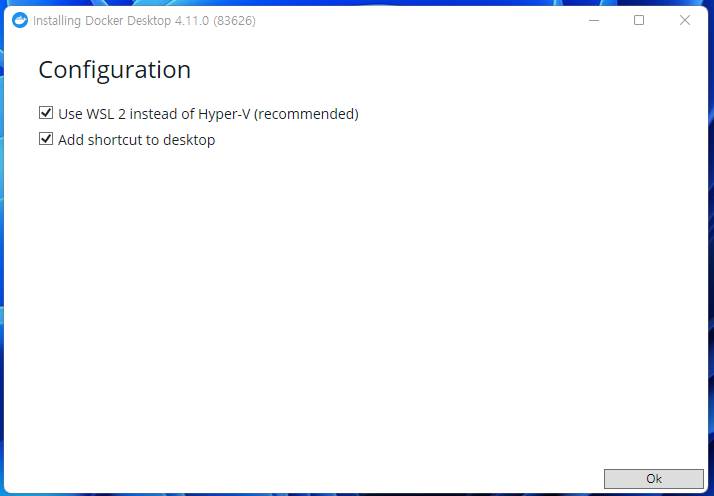 Installing Docker Desktop 4.11.0 (83626)
Configuration
Use WSL 2 instead of Hyper-V (recommended)
Add shortcut to desktop
Ok